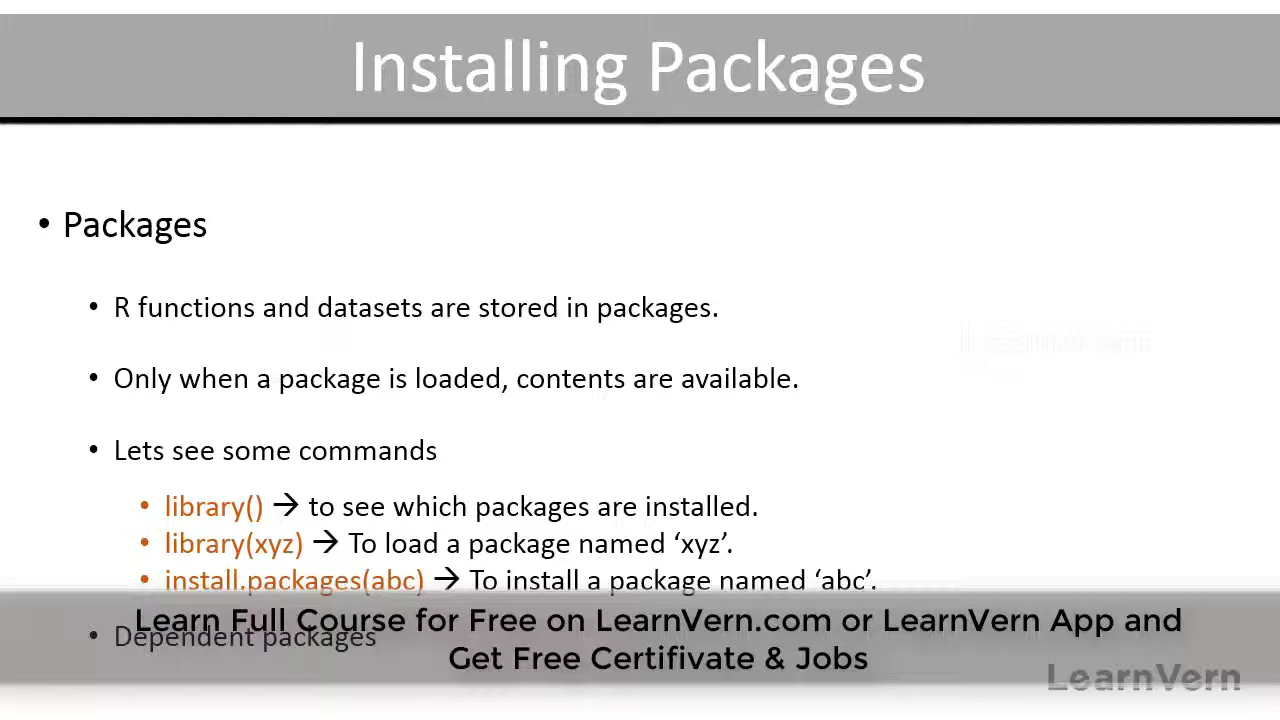 Installing Packages
• Packages
• R functions and datasets are stored in packages.
• Only when a package is loaded, contents are available.
• Lets see some commands
• library() → to see which packages are installed.
• library(xyz) → To load a package named ‘xyz’.
• install.packages(abc) → To install a package named ‘abc’.
Learn Full Course for Free on LearnVern.com or LearnVern App and
• Dependent packages
Get Free Certifivate & Jobs
LearnVern